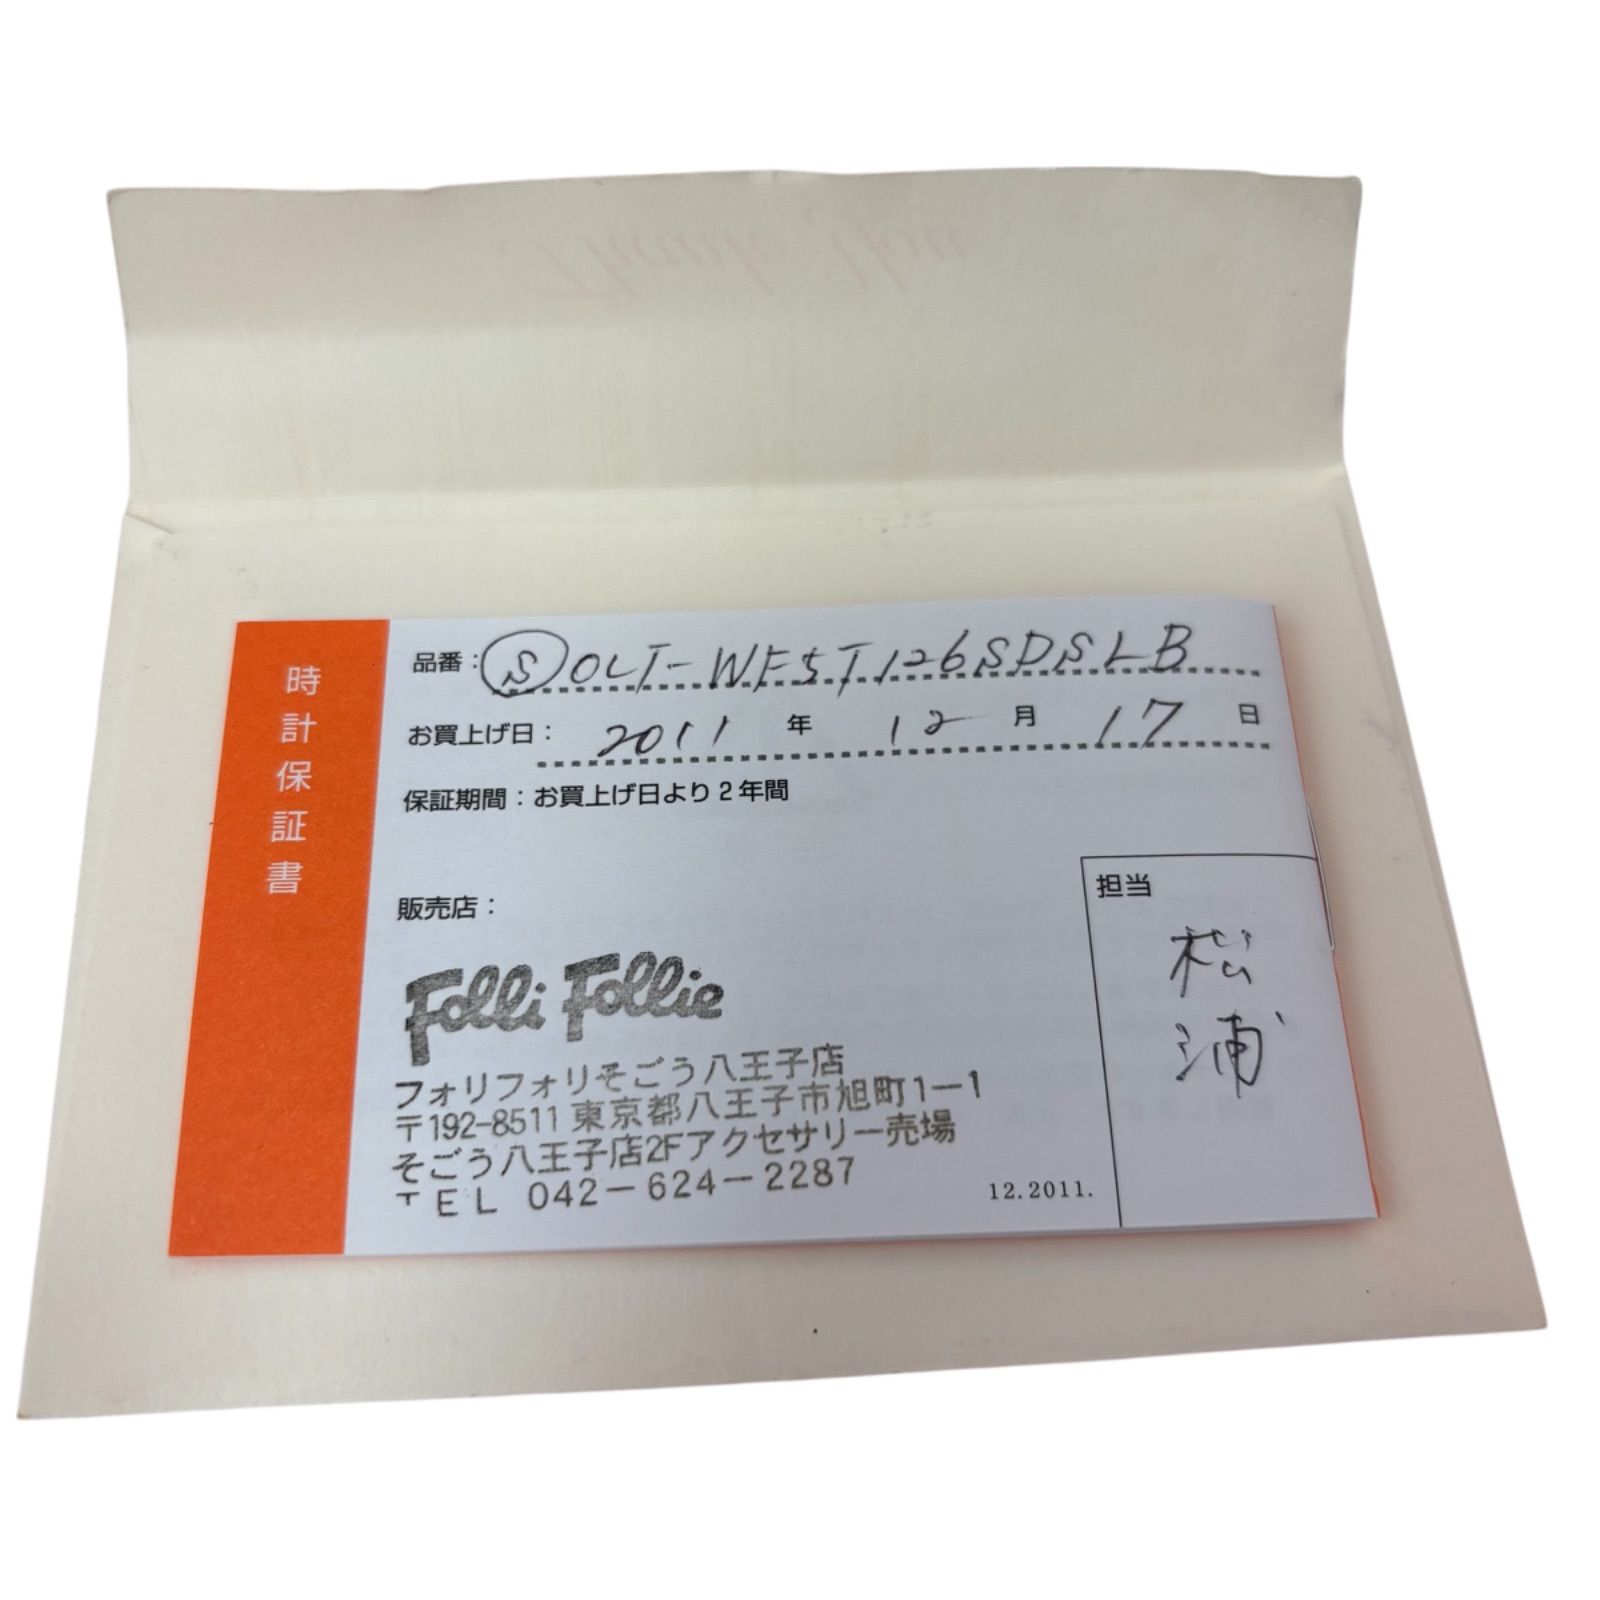 Thank You
時計保証書
品番：Ⓢ OLT-WF5T126SDSLB
お買上げ日： 2011 年 12 月 17 日
保証期間：お買上げ日より2年間
販売店：
担当
松浦
Folli Follie
フォリフォリそごう八王子店
〒192-8511 東京都八王子市旭町1－1
そごう八王子店2Fアクセサリー売場
TEL 042－624－2287
12.2011.